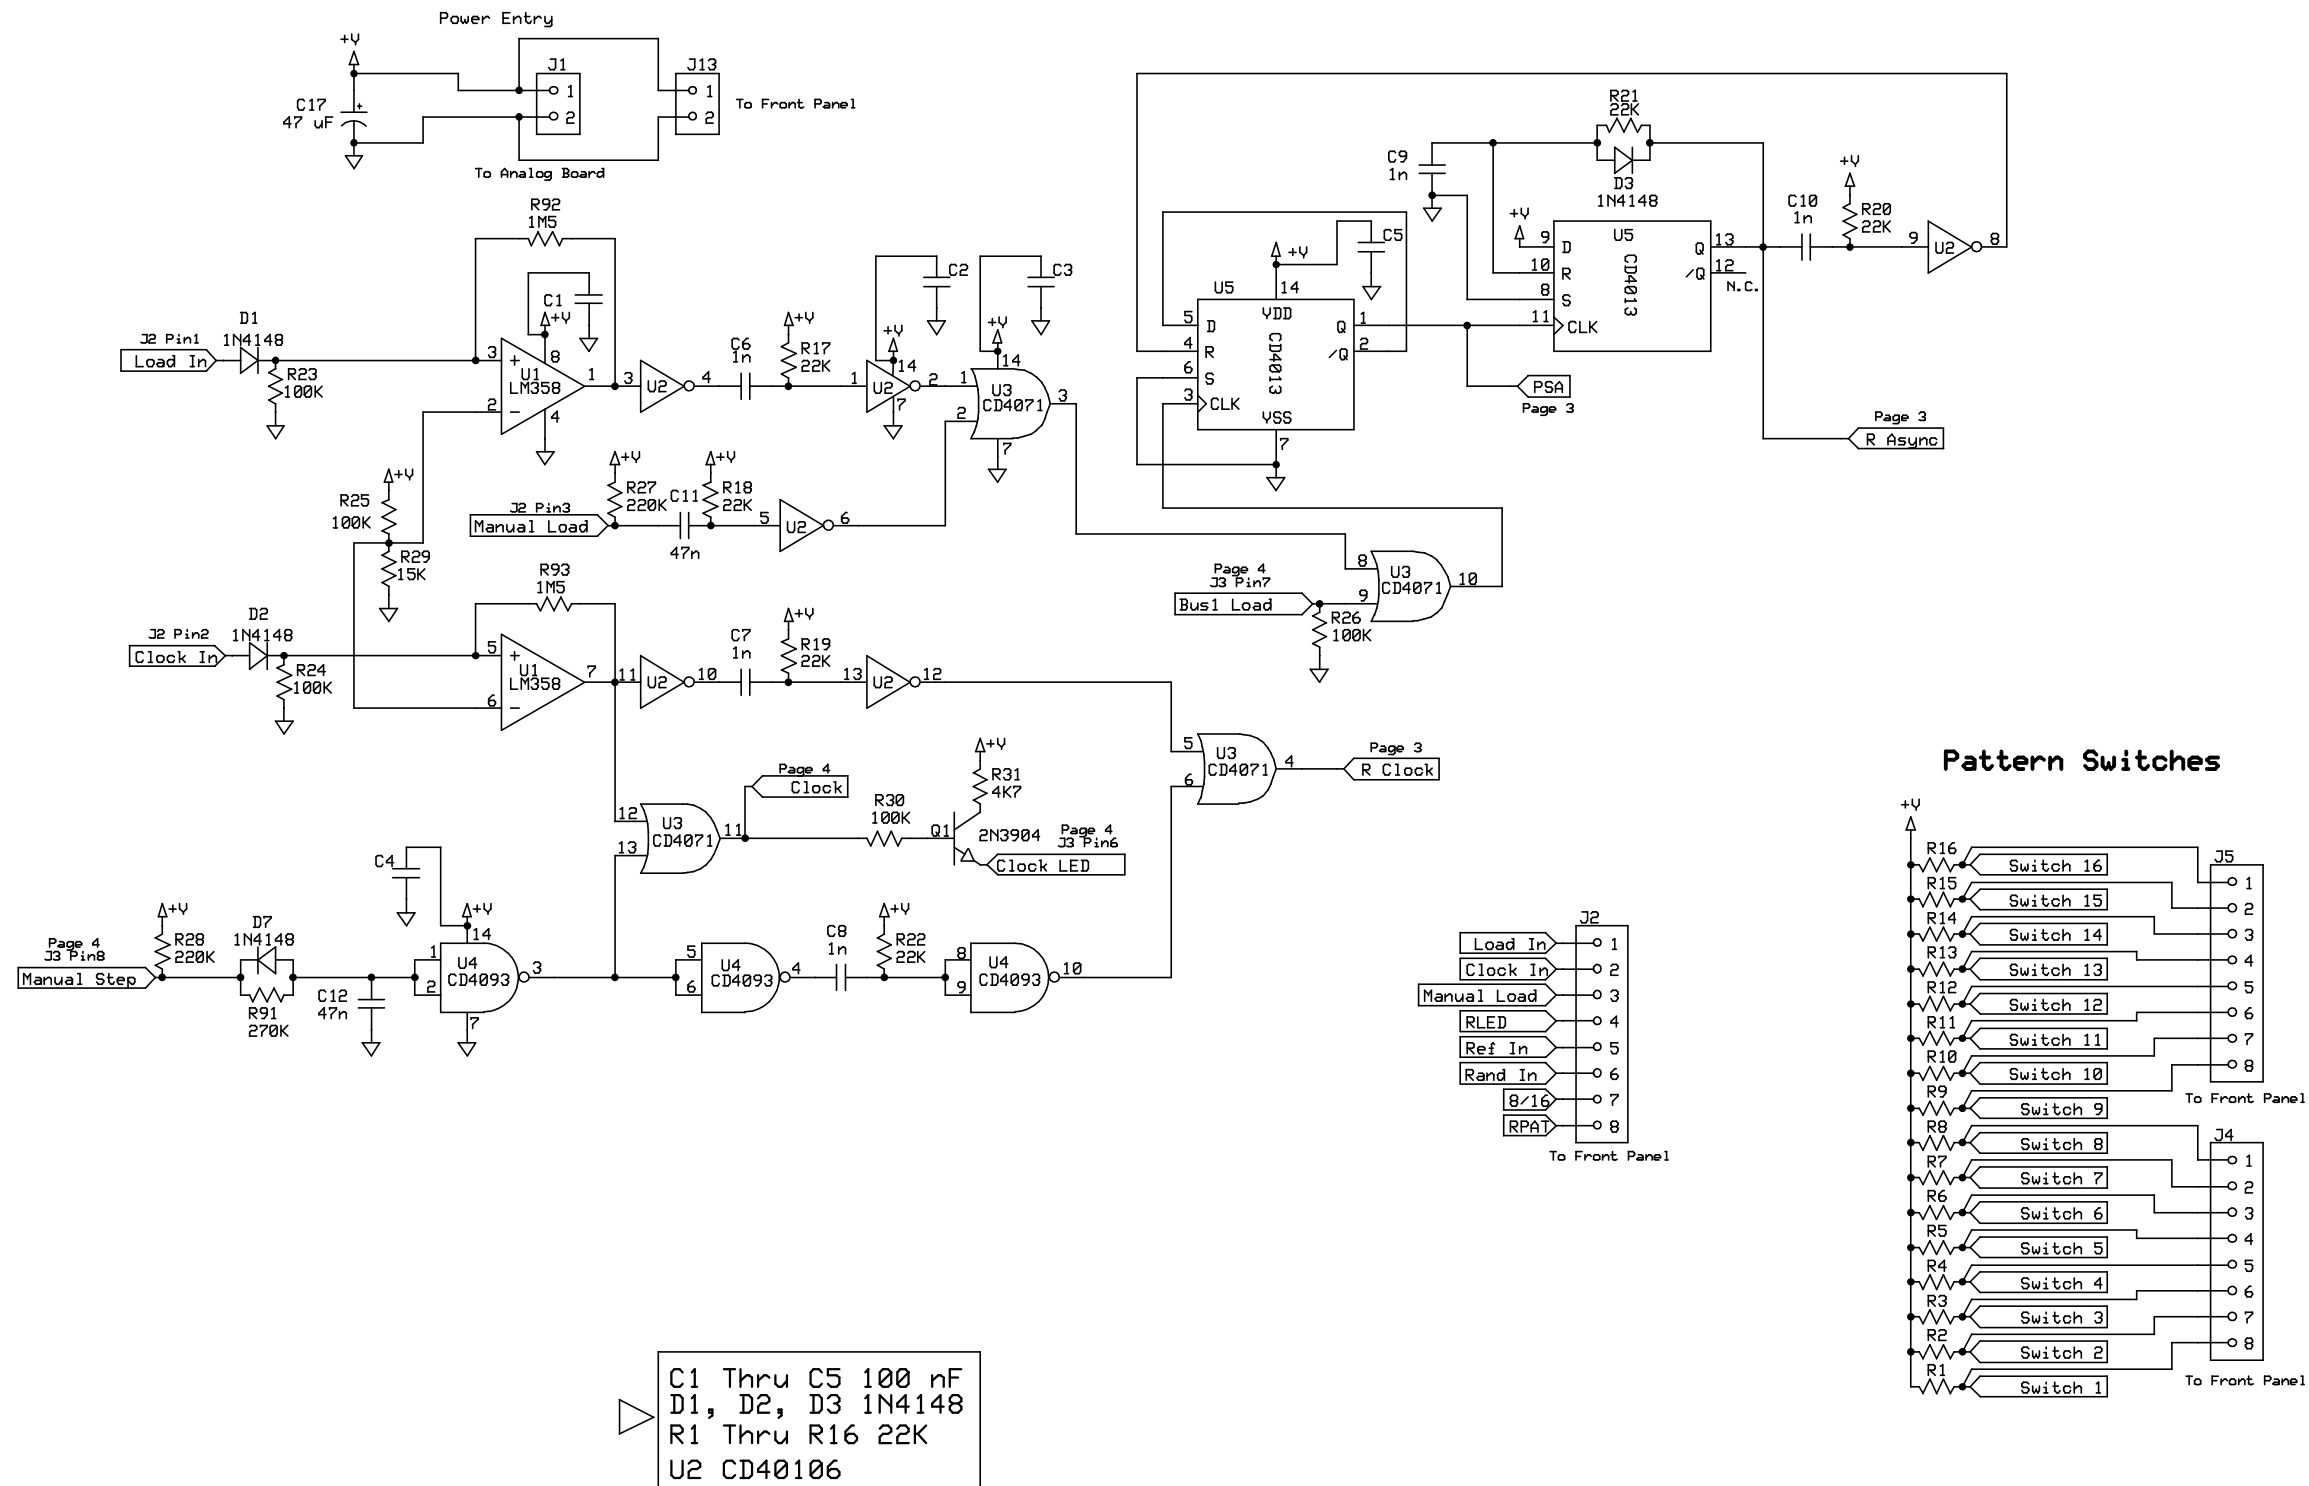 Power Entry
+V
J1
J13
1
1
2
2
C17
47 uF
+
To Front Panel
To Analog Board
R92
1M5
C1
+V
J2 Pin1
Load In
D1
1N4148
R23
100K
3
+
U1
LM358
8
1
2
-
4
3
U2
4
C6
1n
+V
R17
22K
1
U2
2
+V
14
7
C2
C3
+V
14
1
U3
CD4071
3
2
7
+V
R27
220K
C11
47n
+V
R18
22K
J2 Pin3
Manual Load
5
U2
6
+V
R25
100K
R29
15K
R93
1M5
J2 Pin2
Clock In
D2
1N4148
R24
100K
5
+
U1
LM358
7
6
-
11
U2
10
C7
1n
+V
R19
22K
13
U2
12
12
U3
CD4071
11
13
Page 4
Clock
R30
100K
Q1
2N3904
+V
R31
4K7
Page 4
J3 Pin6
Clock LED
5
U3
CD4071
4
6
Page 3
R Clock
Page 4
J3 Pin8
Manual Step
+V
R28
220K
D7
1N4148
R91
270K
C12
47n
C4
+V
14
1
U4
CD4093
3
2
7
5
U4
CD4093
4
6
C8
1n
+V
R22
22K
8
U4
CD4093
10
9
R21
22K
D3
1N4148
C9
1n
+V
9
D
10
R
8
S
11
CLK
U5
CD4013
Q
13
/Q
12
N.C.
C10
1n
+V
R20
22K
9
U2
8
U5
+V
14
C5
VDD
5
D
4
R
6
S
3
CLK
CD4013
Q
1
/Q
2
VSS
7
PSA
Page 3
Page 3
R Async
Page 4
J3 Pin7
Bus1 Load
R26
100K
8
U3
CD4071
10
9
J2
Load In
1
Clock In
2
Manual Load
3
RLED
4
Ref In
5
Rand In
6
8/16
7
RPAT
8
To Front Panel
Pattern Switches
+V
R16
Switch 16
R15
Switch 15
R14
Switch 14
R13
Switch 13
R12
Switch 12
R11
Switch 11
R10
Switch 10
R9
Switch 9
R8
Switch 8
R7
Switch 7
R6
Switch 6
R5
Switch 5
R4
Switch 4
R3
Switch 3
R2
Switch 2
R1
Switch 1
J5
1
2
3
4
5
6
7
8
To Front Panel
J4
1
2
3
4
5
6
7
8
To Front Panel
C1 Thru C5 100 nF
D1, D2, D3 1N4148
R1 Thru R16 22K
U2 CD40106